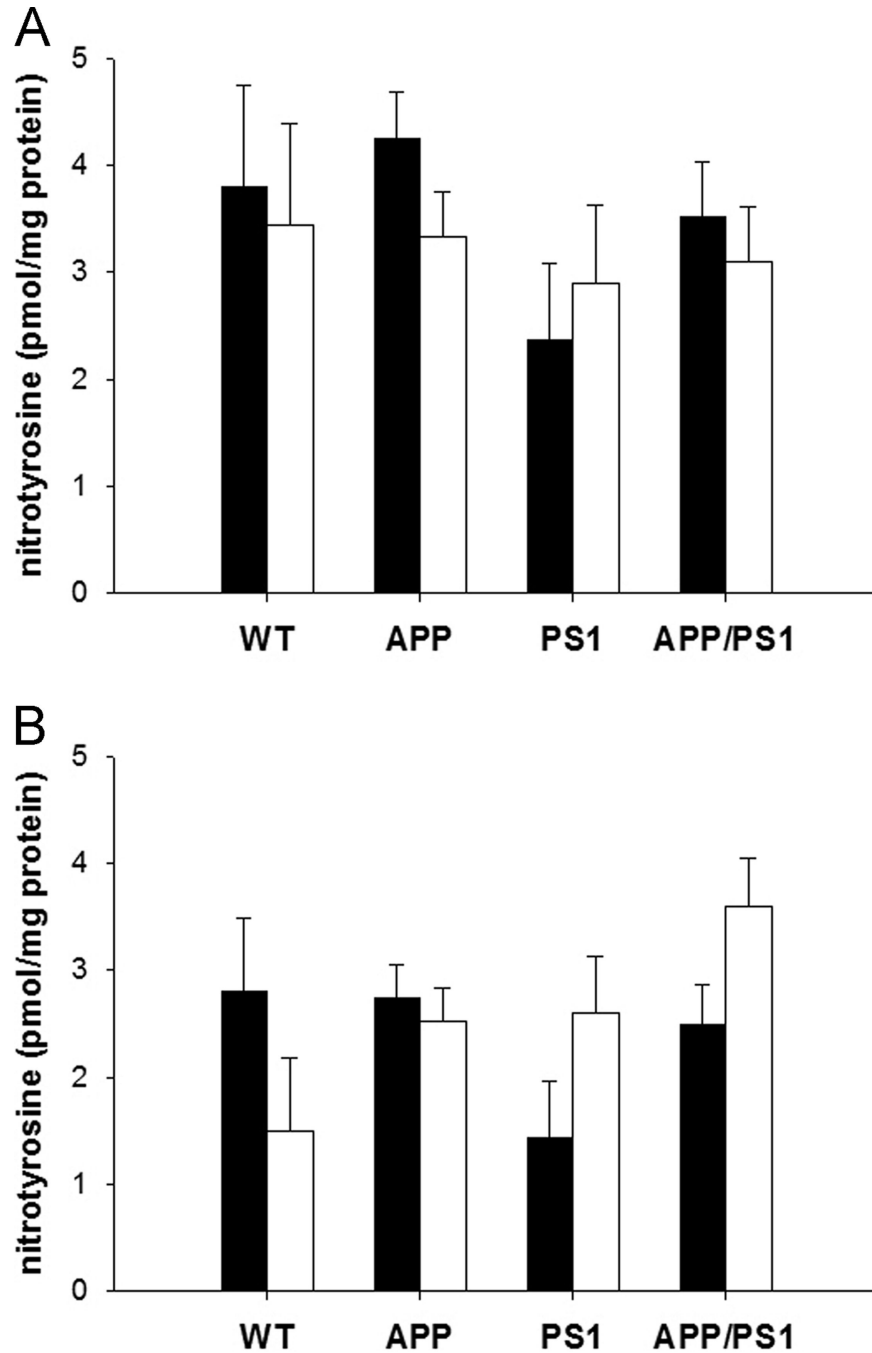 A
nitrotyrosine (pmol/mg protein)
5
4
3
2
1
0
WT APP PS1 APP/PS1
B
nitrotyrosine (pmol/mg protein)
5
4
3
2
1
0
WT APP PS1 APP/PS1